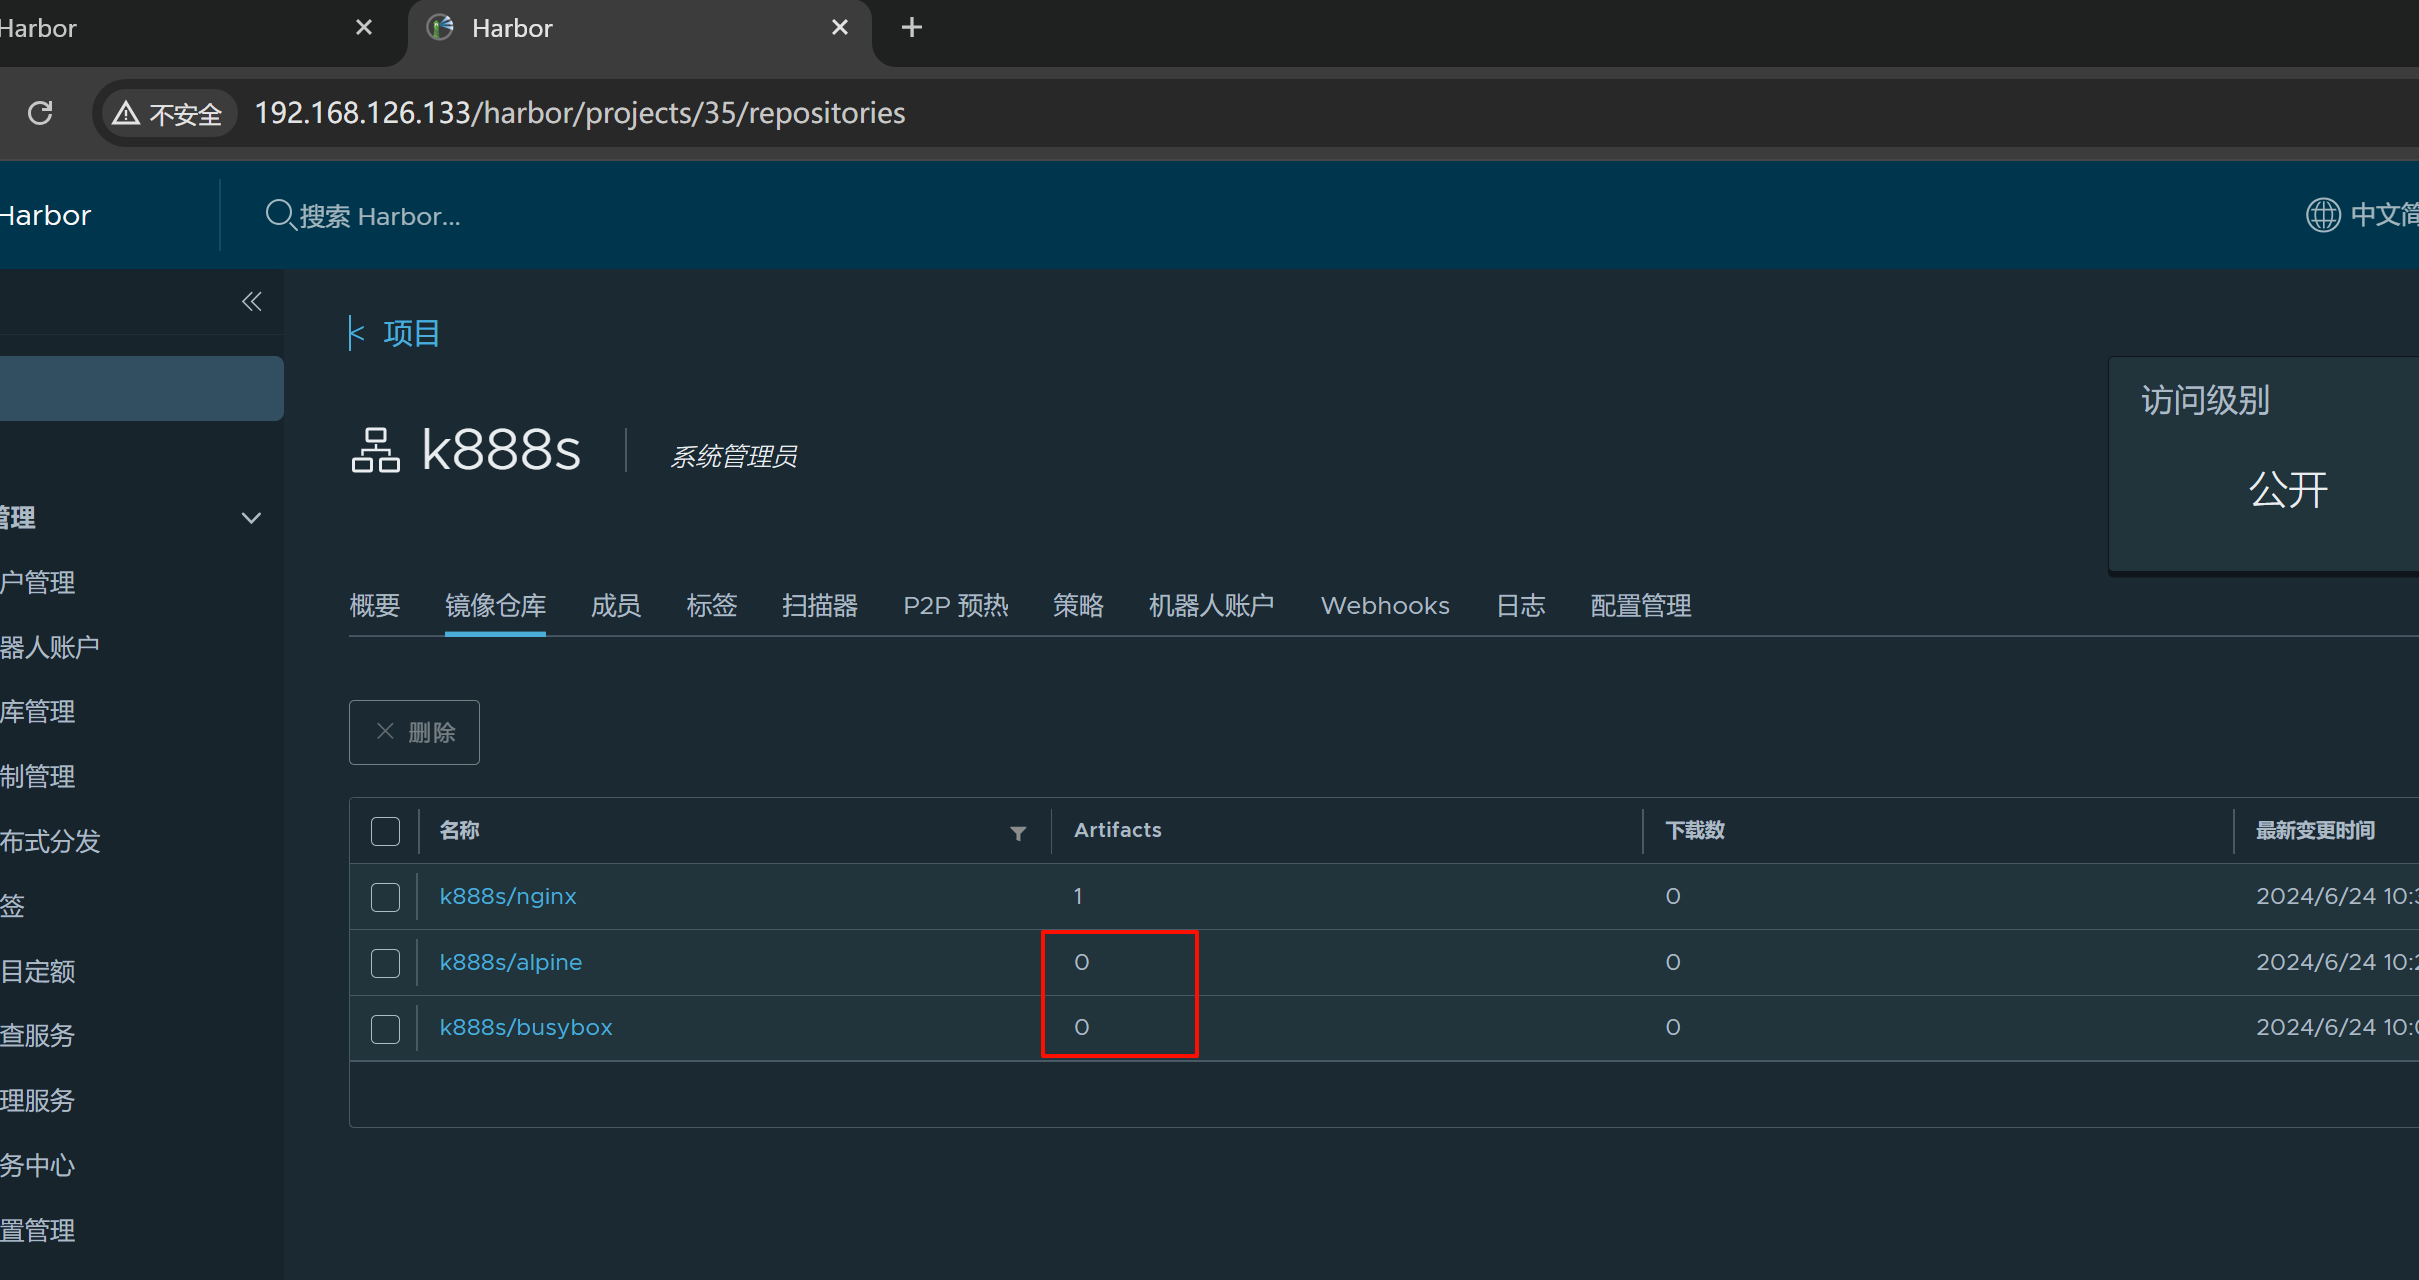 Harbor
Harbor
不安全
192.168.126.133/harbor/projects/35/repositories
Harbor
搜索 Harbor...
中文简
< 项目
k888s
系统管理员
访问级别
公开
管理
户管理
器人账户
库管理
制管理
布式分发
签
目定额
查服务
理服务
务中心
置管理
概要 镜像仓库 成员 标签 扫描器 P2P 预热 策略 机器人账户 Webhooks 日志 配置管理
删除
名称 Artifacts 下载数 最新变更时间
k888s/nginx 1 0 2024/6/24 10:3
k888s/alpine 0 0 2024/6/24 10:2
k888s/busybox 0 0 2024/6/24 10:0